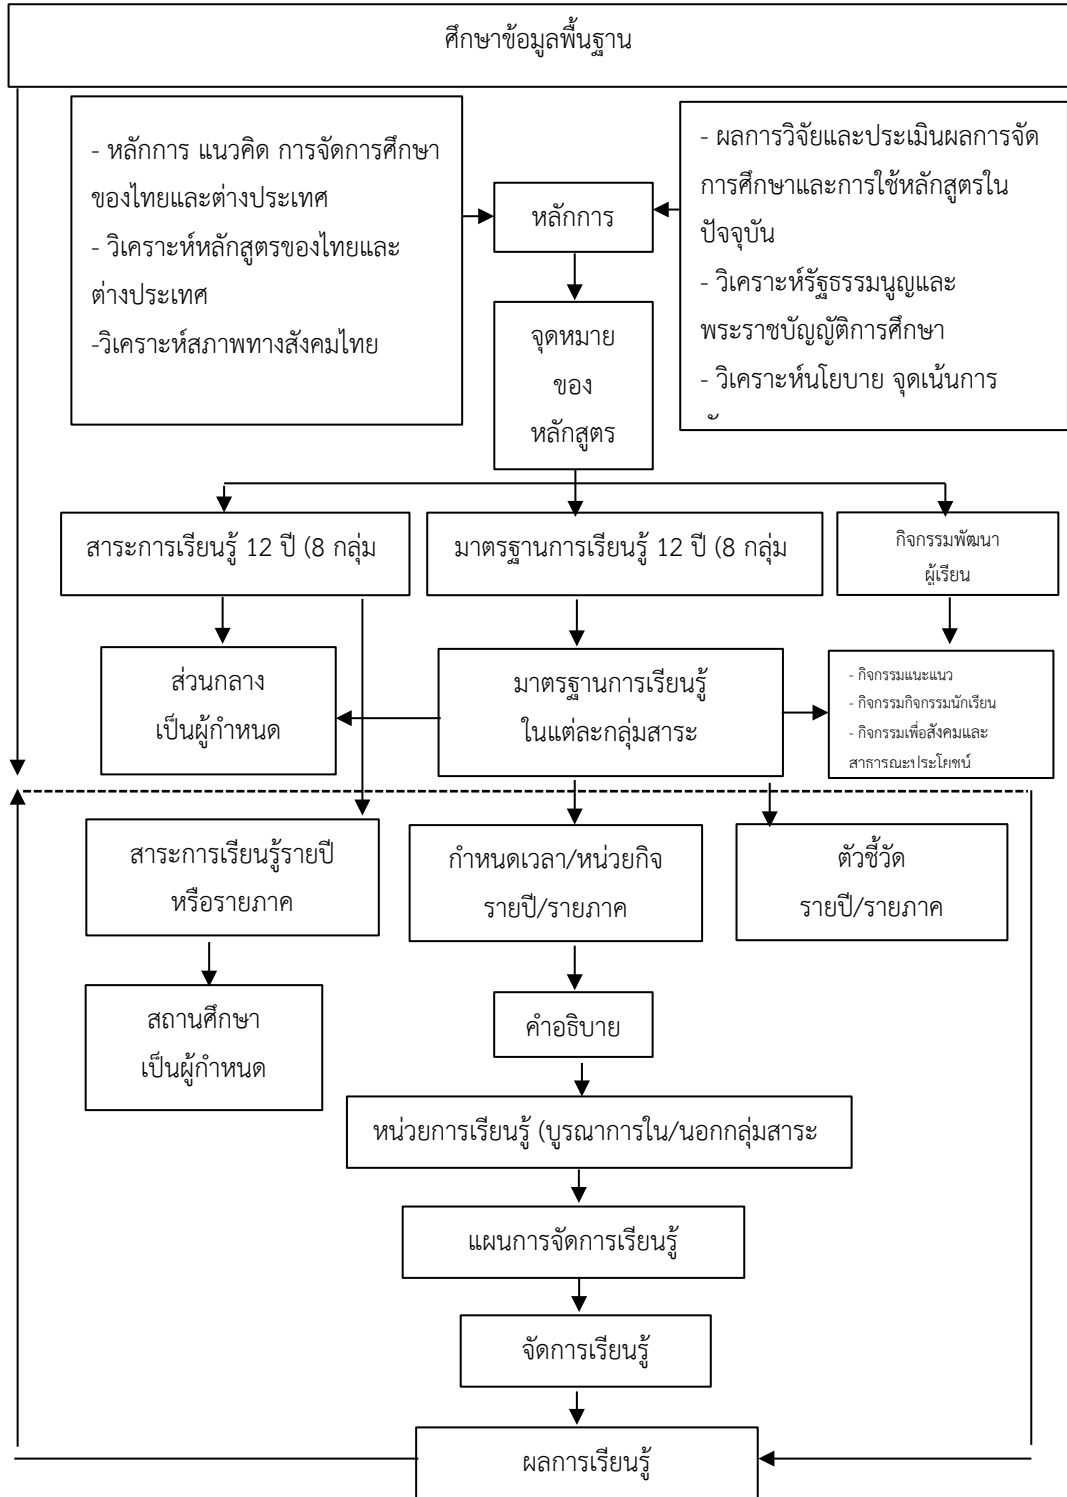 ศึกษาข้อมูลพื้นฐาน
- หลักการ แนวคิด การจัดการศึกษา
ของไทยและต่างประเทศ
- วิเคราะห์หลักสูตรของไทยและ
ต่างประเทศ
-วิเคราะห์สภาพทางสังคมไทย
หลักการ
- ผลการวิจัยและประเมินผลการจัด
การศึกษาและการใช้หลักสูตรใน
ปัจจุบัน
- วิเคราะห์รัฐธรรมนูญและ
พระราชบัญญัติการศึกษา
- วิเคราะห์นโยบาย จุดเน้นการ
จุดหมาย
ของ
หลักสูตร
สาระการเรียนรู้ 12 ปี (8 กลุ่ม
มาตรฐานการเรียนรู้ 12 ปี (8 กลุ่ม
กิจกรรมพัฒนา
ผู้เรียน
ส่วนกลาง
เป็นผู้กำหนด
มาตรฐานการเรียนรู้
ในแต่ละกลุ่มสาระ
- กิจกรรมแนะแนว
- กิจกรรมกิจกรรมนักเรียน
- กิจกรรมเพื่อสังคมและ
สาธารณะประโยชน์
สาระการเรียนรู้รายปี
หรือรายภาค
กำหนดเวลา/หน่วยกิจ
รายปี/รายภาค
ตัวชี้วัด
รายปี/รายภาค
สถานศึกษา
เป็นผู้กำหนด
คำอธิบาย
หน่วยการเรียนรู้ (บูรณาการใน/นอกกลุ่มสาระ
แผนการจัดการเรียนรู้
จัดการเรียนรู้
ผลการเรียนรู้